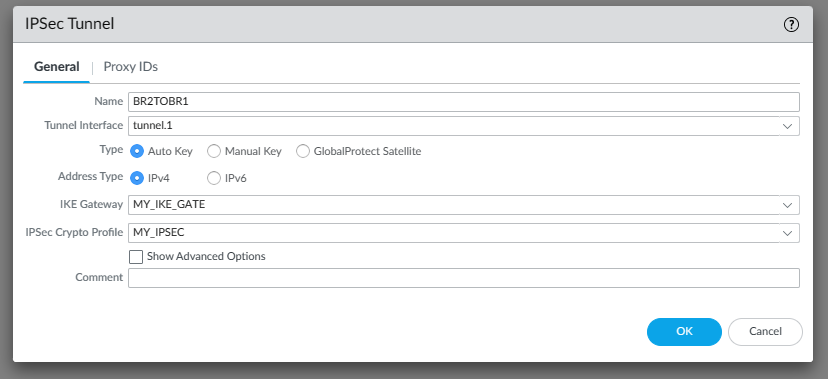 IPSec Tunnel ?
General | Proxy IDs
Name BR2TOBR1
Tunnel Interface tunnel.1
Type Auto Key Manual Key GlobalProtect Satellite
Address Type IPv4 IPv6
IKE Gateway MY_IKE_GATE
IPSec Crypto Profile MY_IPSEC
Show Advanced Options
Comment
OK Cancel